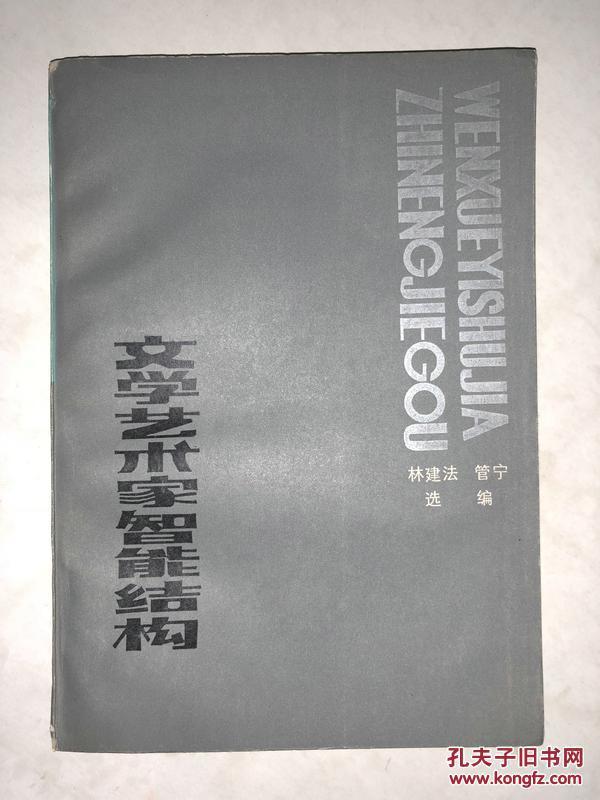 WENXUEYISHUJIA
ZHINENGJIEGOU
林建法 管宁
选 编
文学艺术家智能结构
孔夫子旧书网
www.kongfz.com